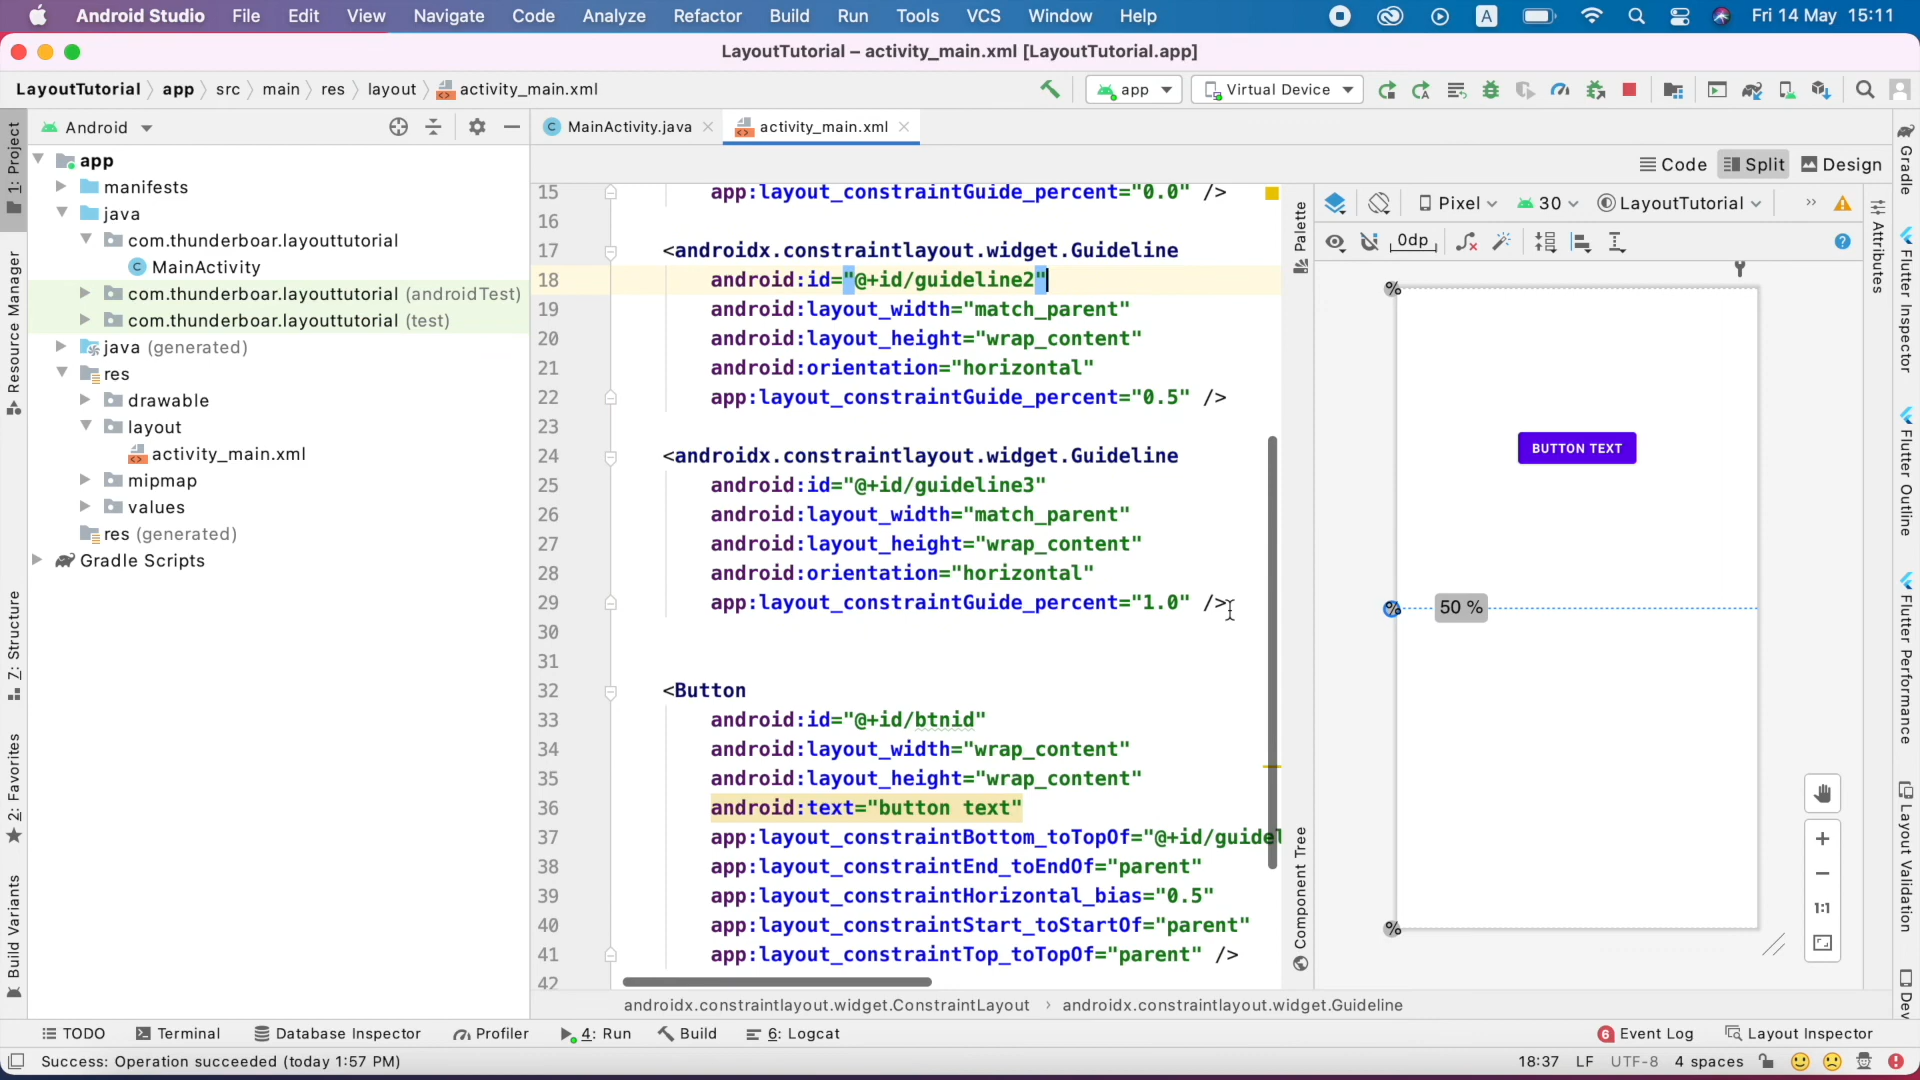 Android Studio File Edit View Navigate Code Analyze Refactor Build Run Tools VCS Window Help A Fri 14 May 15:11
LayoutTutorial – activity_main.xml [LayoutTutorial.app]
LayoutTutorial app src main res layout activity_main.xml app Virtual Device
Android
MainActivity.java activity_main.xml
Code Split Design
1: Project
Resource Manager
7: Structure
2: Favorites
Build Variants
app
manifests
java
com.thunderboar.layouttutorial
MainActivity
com.thunderboar.layouttutorial (androidTest)
com.thunderboar.layouttutorial (test)
java (generated)
res
drawable
layout
activity_main.xml
mipmap
values
res (generated)
Gradle Scripts
15 app:layout_constraintGuide_percent="0.0" />
16
17 <androidx.constraintlayout.widget.Guideline
18 android:id="@+id/guideline2"
19 android:layout_width="match_parent"
20 android:layout_height="wrap_content"
21 android:orientation="horizontal"
22 app:layout_constraintGuide_percent="0.5" />
23
24 <androidx.constraintlayout.widget.Guideline
25 android:id="@+id/guideline3"
26 android:layout_width="match_parent"
27 android:layout_height="wrap_content"
28 android:orientation="horizontal"
29 app:layout_constraintGuide_percent="1.0" />
30
31
32 <Button
33 android:id="@+id/btnid"
34 android:layout_width="wrap_content"
35 android:layout_height="wrap_content"
36 android:text="button text"
37 app:layout_constraintBottom_toTopOf="@+id/guidel
38 app:layout_constraintEnd_toEndOf="parent"
39 app:layout_constraintHorizontal_bias="0.5"
40 app:layout_constraintStart_toStartOf="parent"
41 app:layout_constraintTop_toTopOf="parent" />
42
androidx.constraintlayout.widget.ConstraintLayout › androidx.constraintlayout.widget.Guideline
Palette
Component Tree
Pixel 30 LayoutTutorial
0dp
%
BUTTON TEXT
% 50 %
%
1:1
Attributes
Gradle
Flutter Inspector
Flutter Outline
Flutter Performance
Layout Validation
TODO Terminal Database Inspector Profiler 4: Run Build 6: Logcat 6 Event Log Layout Inspector
Success: Operation succeeded (today 1:57 PM) 18:37 LF UTF-8 4 spaces